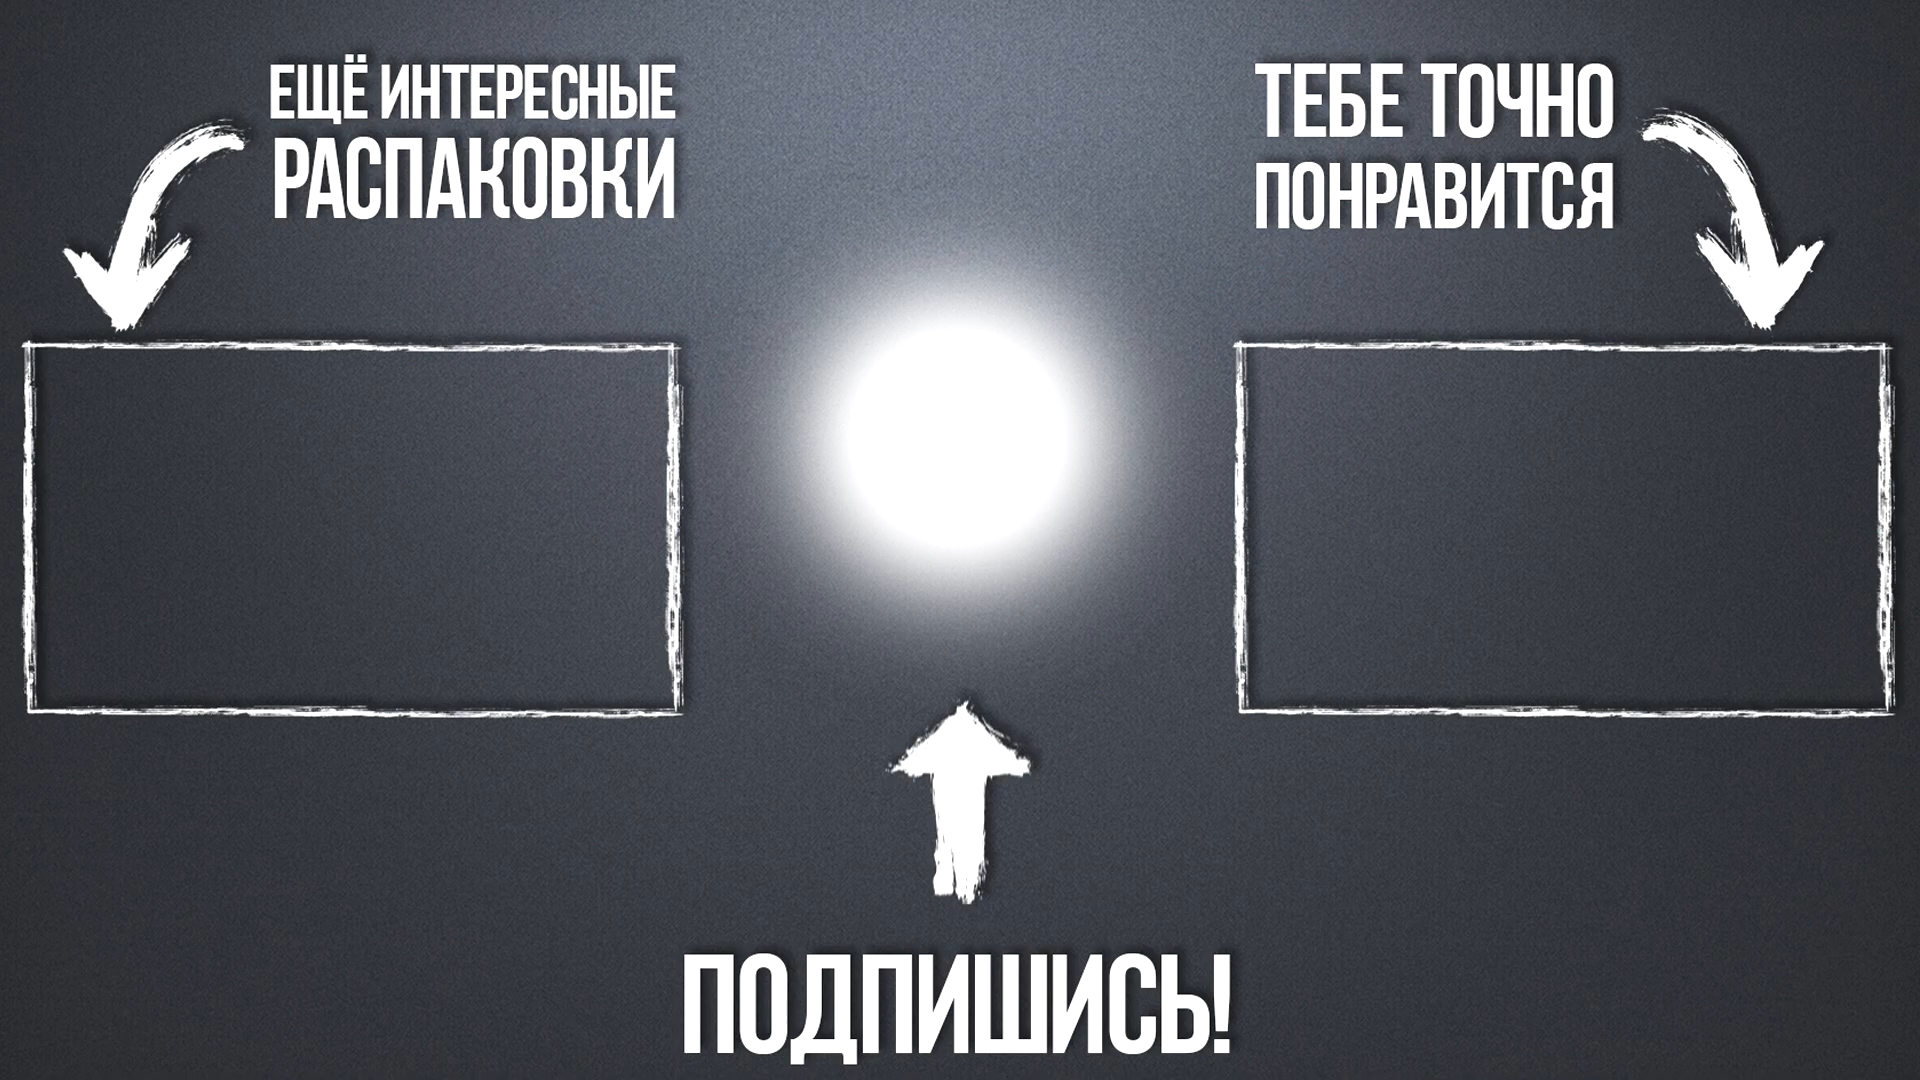 ЕЩЁ ИНТЕРЕСНЫЕ
РАСПАКОВКИ
ТЕБЕ ТОЧНО
ПОНРАВИТСЯ
ПОДПИШИСЬ!